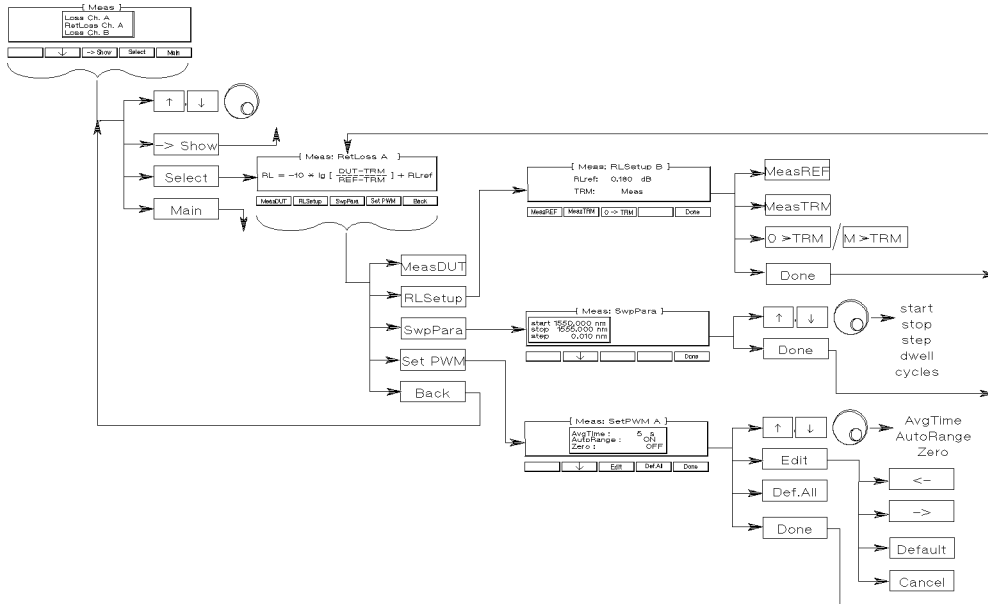 [ Meas ]
Loss Ch. A
RetLoss Ch. A
Loss Ch. B
↓ -> Show Select Main
↑ , ↓
-> Show
Select
Main
[ Meas: RetLoss A ]
RL = -10 * lg [ DUT-TRM / REF-TRM ] + RLref
MeasDUT RLSetup SwpPara Set PWM Back
MeasDUT
RLSetup
SwpPara
Set PWM
Back
[ Meas: RLSetup B ]
RLref: 0.180 dB
TRM: Meas
MeasREF MeasTRM O -> TRM Done
MeasREF
MeasTRM
O >TRM / M >TRM
Done
[ Meas: SwpPara ]
start 1550.000 nm
stop 1555.000 nm
step 0.010 nm
↓ Done
↑ , ↓
start
stop
step
dwell
cycles
Done
[ Meas: SetPWM A ]
AvgTime : 5 s
AutoRange : ON
Zero : OFF
↓ Edit Def.All Done
↑ , ↓
AvgTime
AutoRange
Zero
Edit
Def.All
Done
<-
->
Default
Cancel